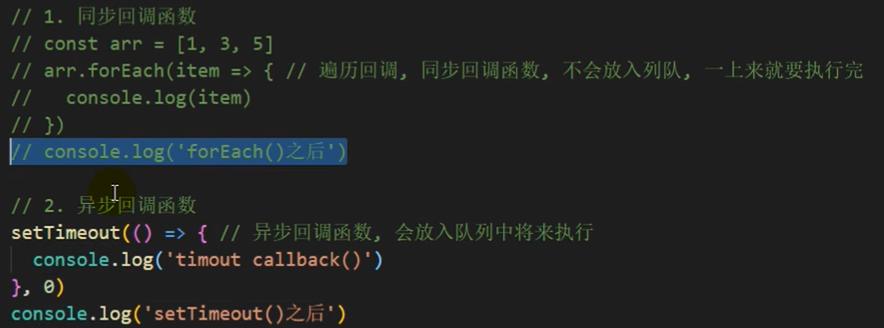 // 1. 同步回调函数
// const arr = [1, 3, 5]
// arr.forEach(item => { // 遍历回调, 同步回调函数, 不会放入列队, 一上来就要执行完
//   console.log(item)
// })
// console.log('forEach()之后')
// 2. 异步回调函数
setTimeout(() => { // 异步回调函数, 会放入队列中将来执行
  console.log('timout callback()')
}, 0)
console.log('setTimeout()之后')